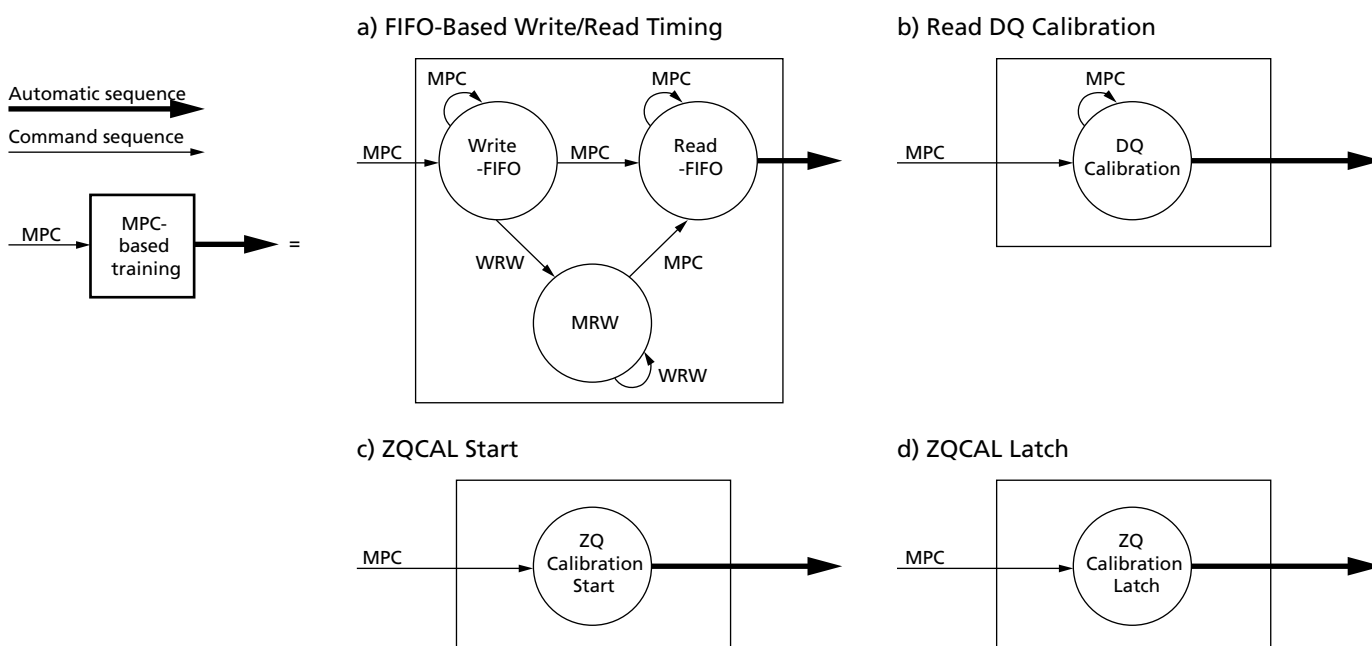 a) FIFO-Based Write/Read Timing
b) Read DQ Calibration
Automatic sequence
Command sequence
MPC
MPC-
based
training
=
MPC
MPC
Write
-FIFO
MPC
MPC
Read
-FIFO
WRW
MPC
MRW
WRW
MPC
MPC
DQ
Calibration
c) ZQCAL Start
d) ZQCAL Latch
MPC
ZQ
Calibration
Start
MPC
ZQ
Calibration
Latch